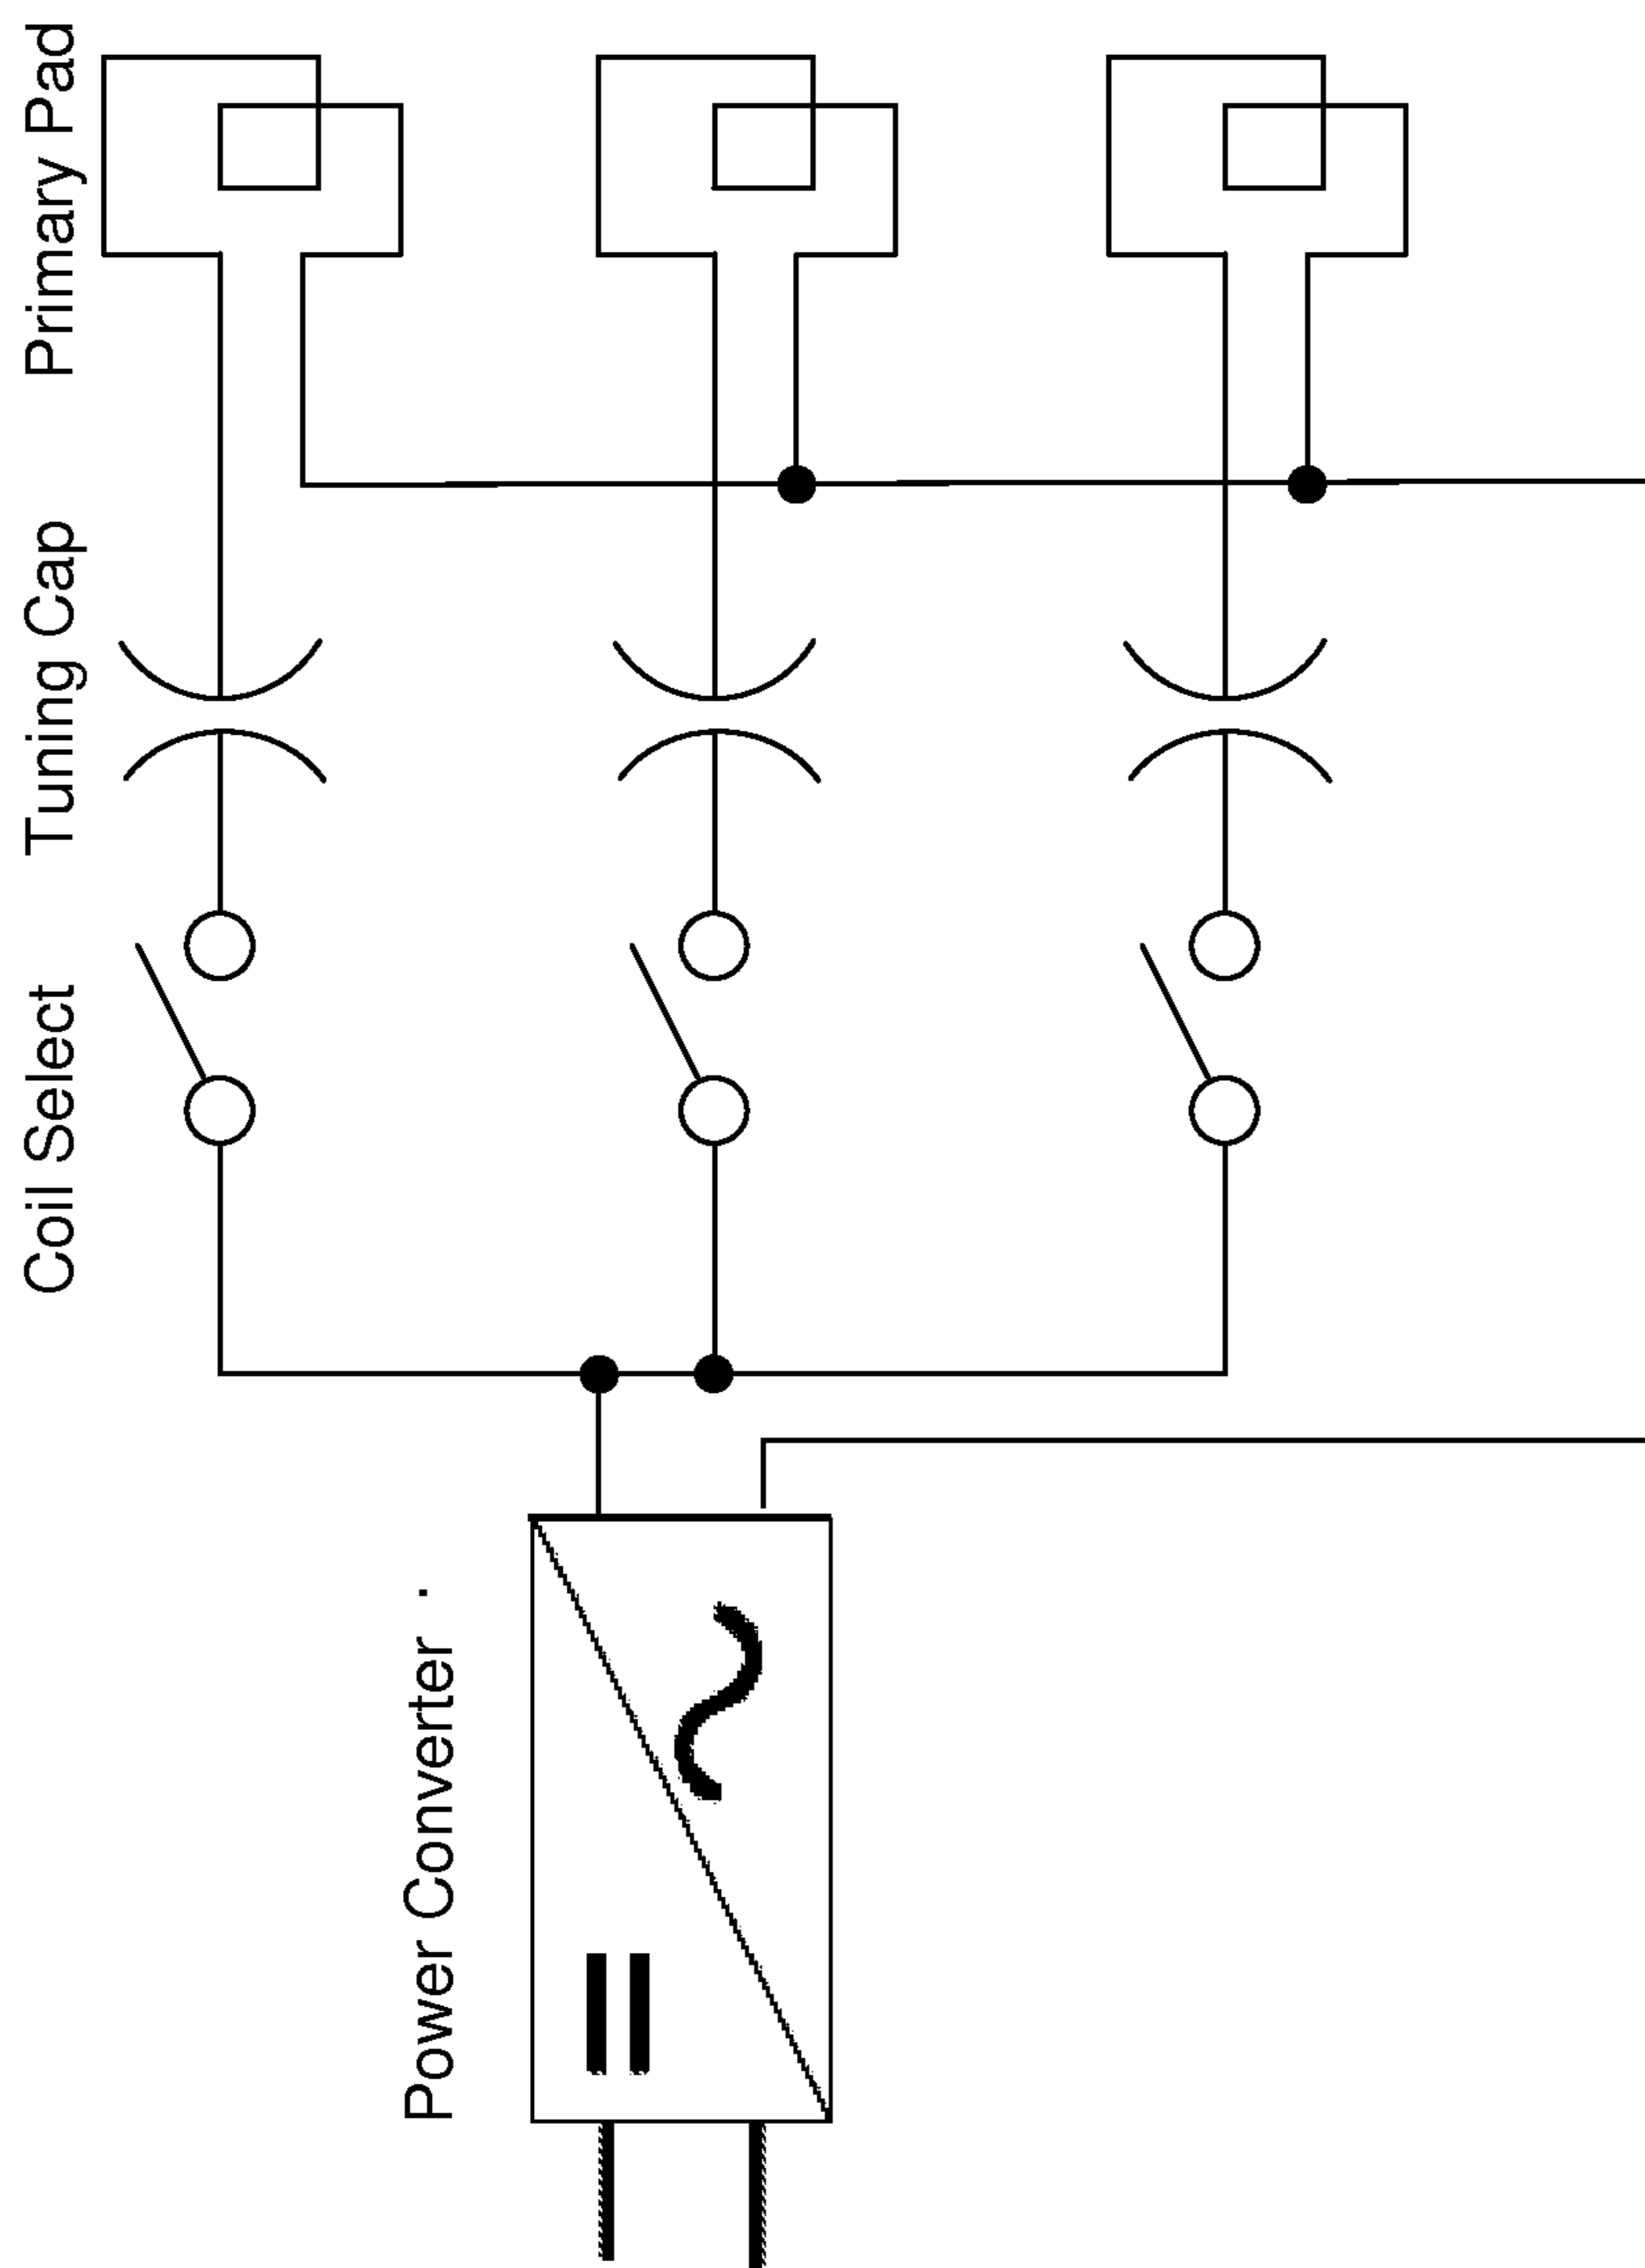 Primary Pad
Tuning Cap
Coil Select
Power Converter .